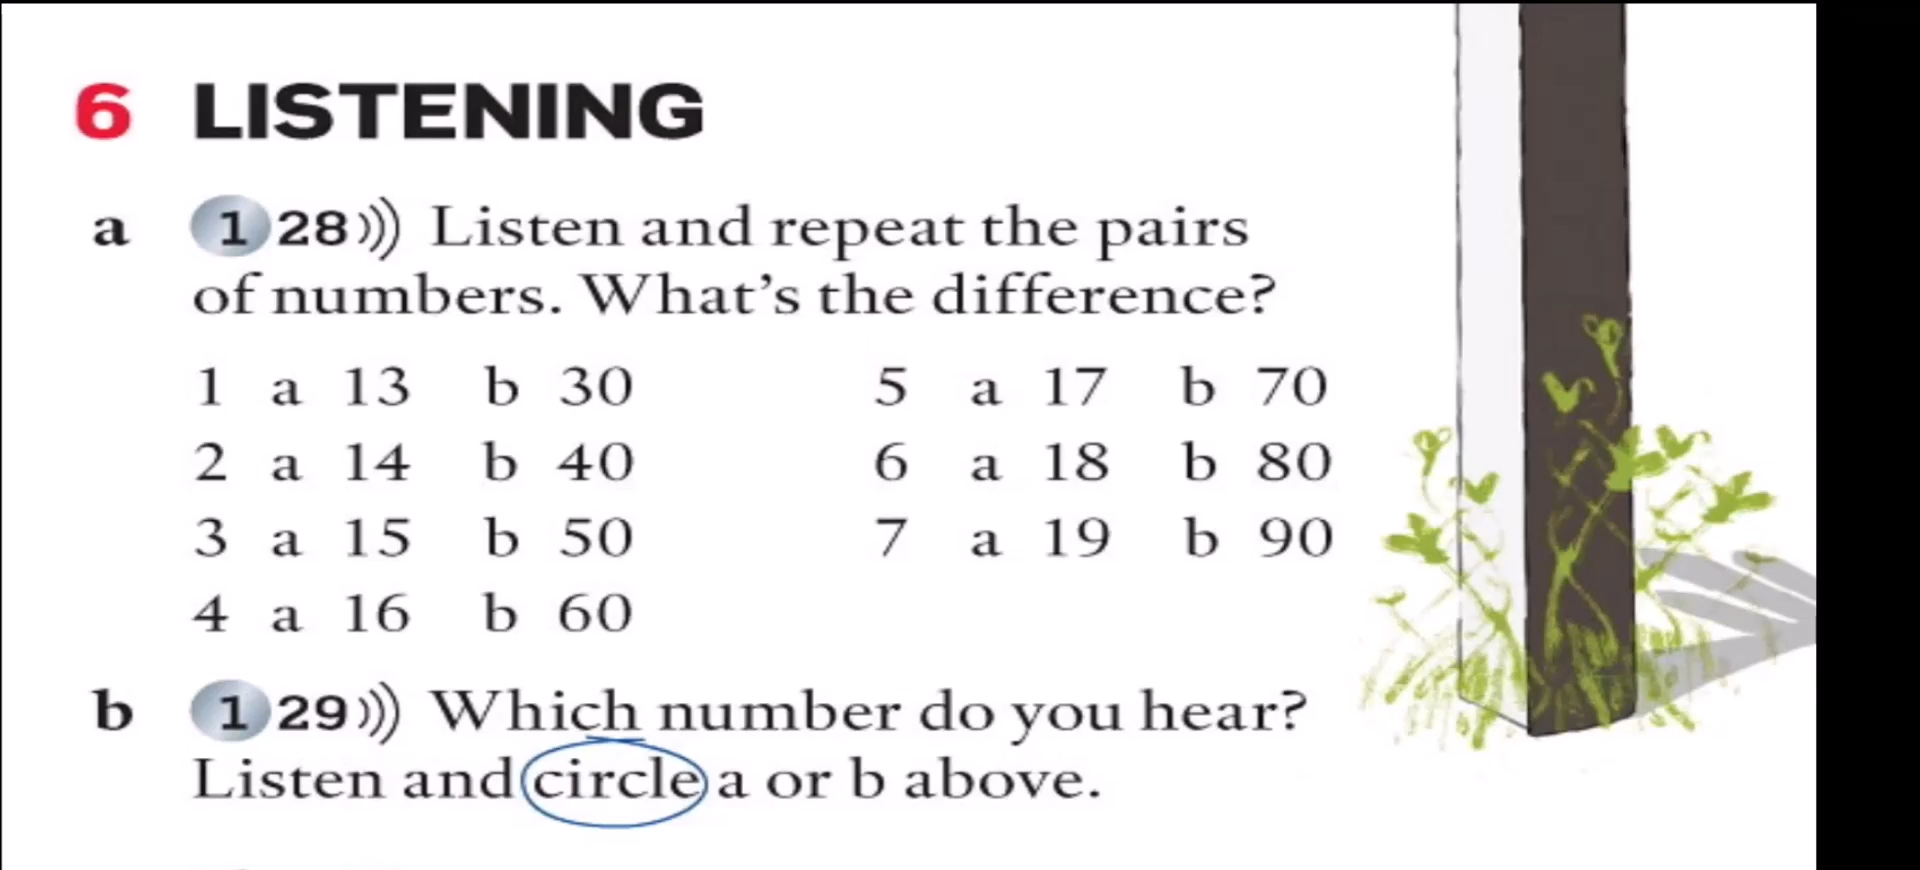 6 LISTENING
a 1 28 Listen and repeat the pairs
of numbers. What's the difference?
1 a 13 b 30 5 a 17 b 70
2 a 14 b 40 6 a 18 b 80
3 a 15 b 50 7 a 19 b 90
4 a 16 b 60
b 1 29 Which number do you hear?
Listen and circle a or b above.